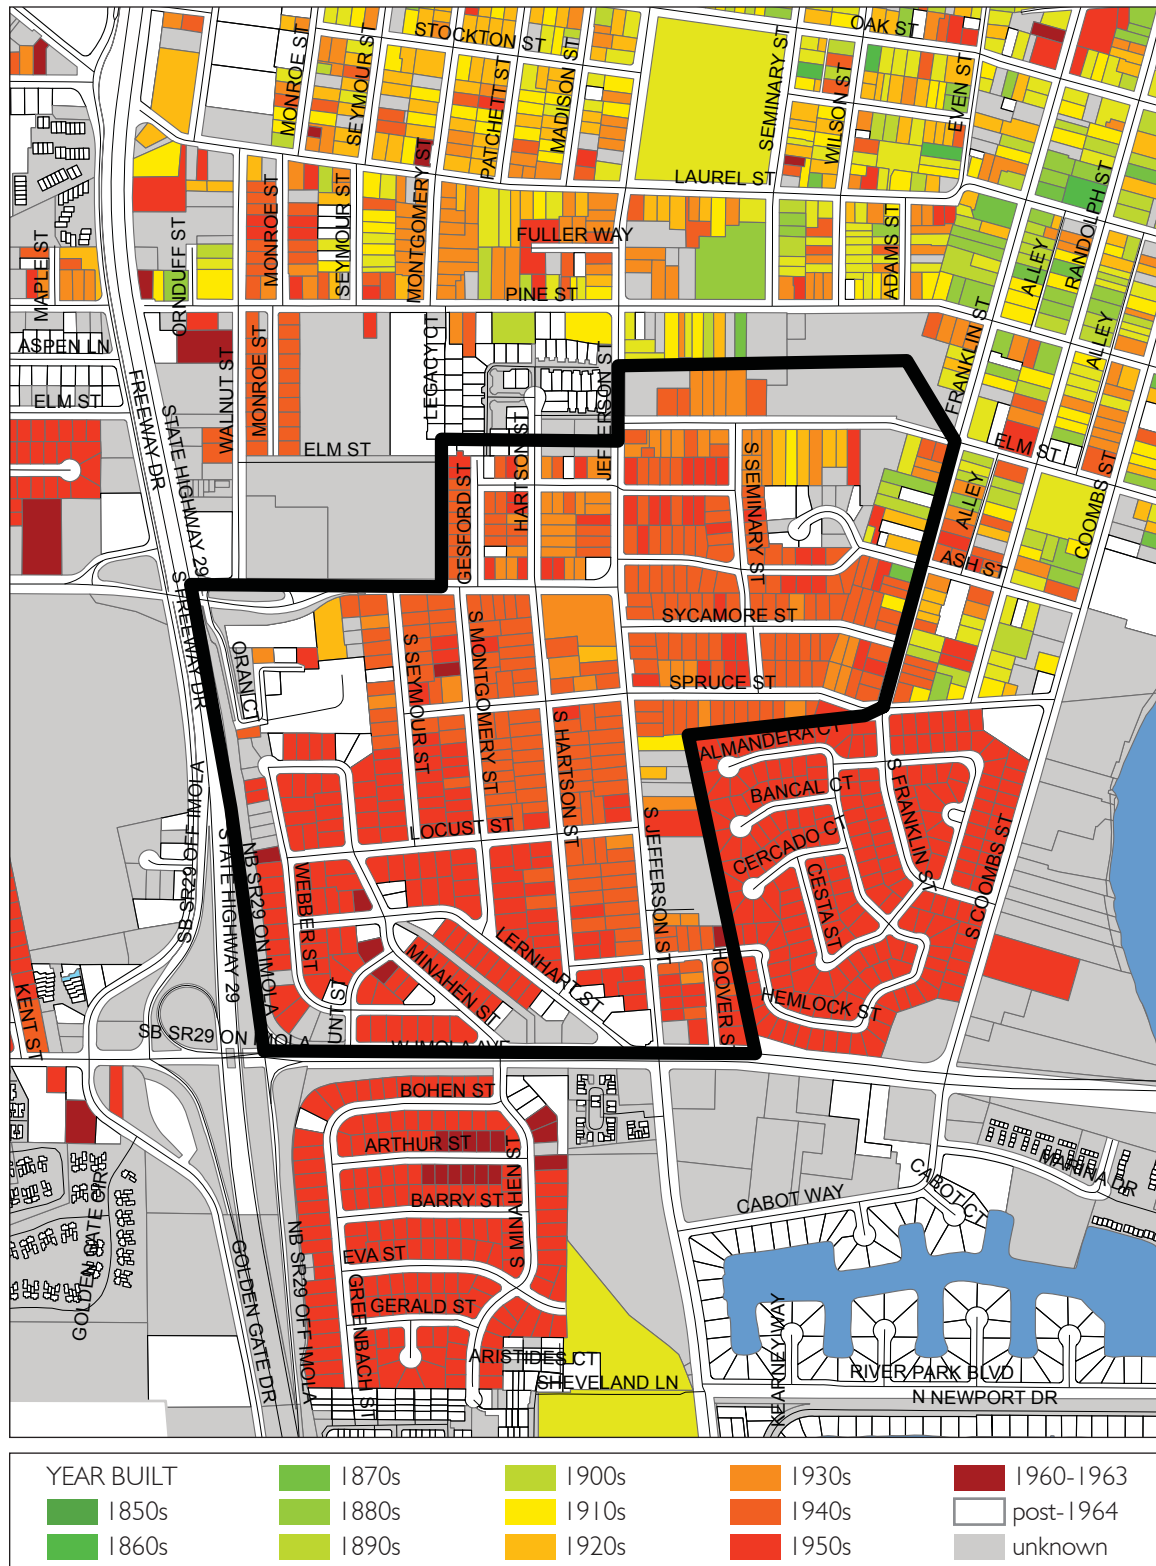 STOCKTON ST
OAK ST
MONROE ST
SEYMOUR ST
PATCHETTI ST
MADISON ST
SEMINARY ST
WILSON ST
EVEN ST
MONTGOMERY ST
LAUREL ST
MAPLE ST
ORNDUFF ST
MONROE ST
SEYMOUR ST
MONTGOMERY ST
FULLER WAY
ADAMS ST
ALLEY
RANDOLPH ST
PINE ST
FRANKLIN ST
ALLEY
ASPEN LN
ELM ST
FREEWAY DR
STATE HIGHWAY 29
WALNUT ST
MONROE ST
ELM ST
LEGACY CT
HARTSON ST
JEFFERSON ST
GESFORD ST
S SEMINARY ST
ELM ST
ALLEY
COOMBS ST
ASH ST
S FREEWAY DR
ORAN CT
S SEYMOUR ST
S MONTGOMERY ST
SYCAMORE ST
SPRUCE ST
S HARTSON ST
ALMANDERA CT
BANCAL CT
CERCADO CT
CESTA ST
S FRANKLIN ST
S COOMBS ST
SB SR29 OFF IMOLA
STATE HIGHWAY 29
NB SR29 ON IMOLA
LOCUST ST
WEBBER ST
S JEFFERSON ST
MINAHEN ST
LERNHART ST
HOOVER S
HEMLOCK ST
UNT ST
KENT ST
SB SR29 ON IMOLA
W IMOLA AVE
BOHEN ST
ARTHUR ST
BARRY ST
S MINAHEN ST
EVA ST
GERALD ST
GREENBACH ST
NB SR29 OFF IMOLA
GOLDEN GATE CIR
GOLDEN GATE DR
ARISTIDES CT
SHEVELAND LN
CABOT WAY
CABOT CT
MARINA DR
KEARNEY WAY
RIVER PARK BLVD
N NEWPORT DR
YEAR BUILT
1850s
1860s
1870s
1880s
1890s
1900s
1910s
1920s
1930s
1940s
1950s
1960-1963
post-1964
unknown